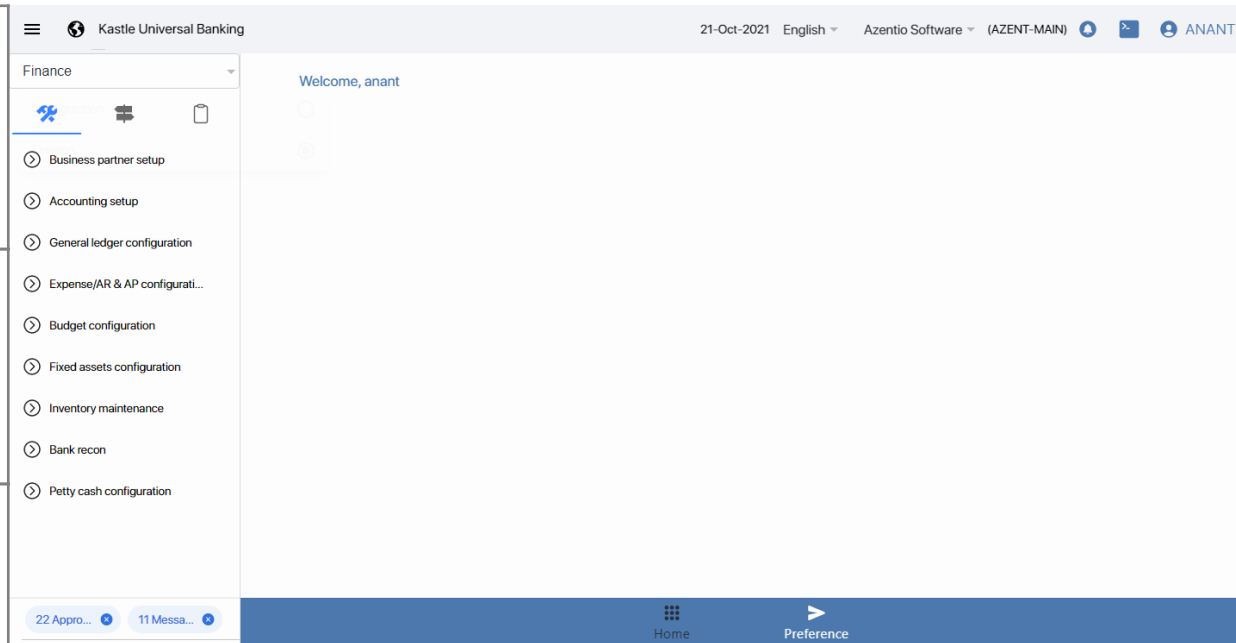 Kastle Universal Banking
21-Oct-2021 English Azentio Software (AZENT-MAIN) ANANT
Finance
Welcome, anant
Business partner setup
Accounting setup
General ledger configuration
Expense/AR & AP configurati...
Budget configuration
Fixed assets configuration
Inventory maintenance
Bank recon
Petty cash configuration
22 Appro... 11 Messa...
Home Preference